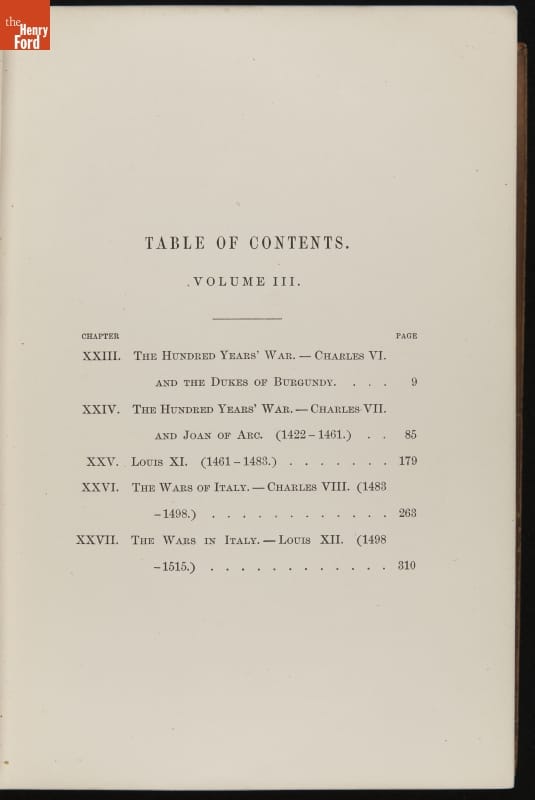 the
Henry
Ford
TABLE OF CONTENTS.
VOLUME III.
CHAPTER PAGE
XXIII. The Hundred Years' War. — Charles VI.
and the Dukes of Burgundy. . . . 9
XXIV. The Hundred Years' War. — Charles VII.
and Joan of Arc. (1422–1461.) . . 85
XXV. Louis XI. (1461–1483.) . . . . . . . 179
XXVI. The Wars of Italy. — Charles VIII. (1483
–1498.) . . . . . . . . . . . . 263
XXVII. The Wars in Italy. — Louis XII. (1498
–1515.) . . . . . . . . . . . . 310